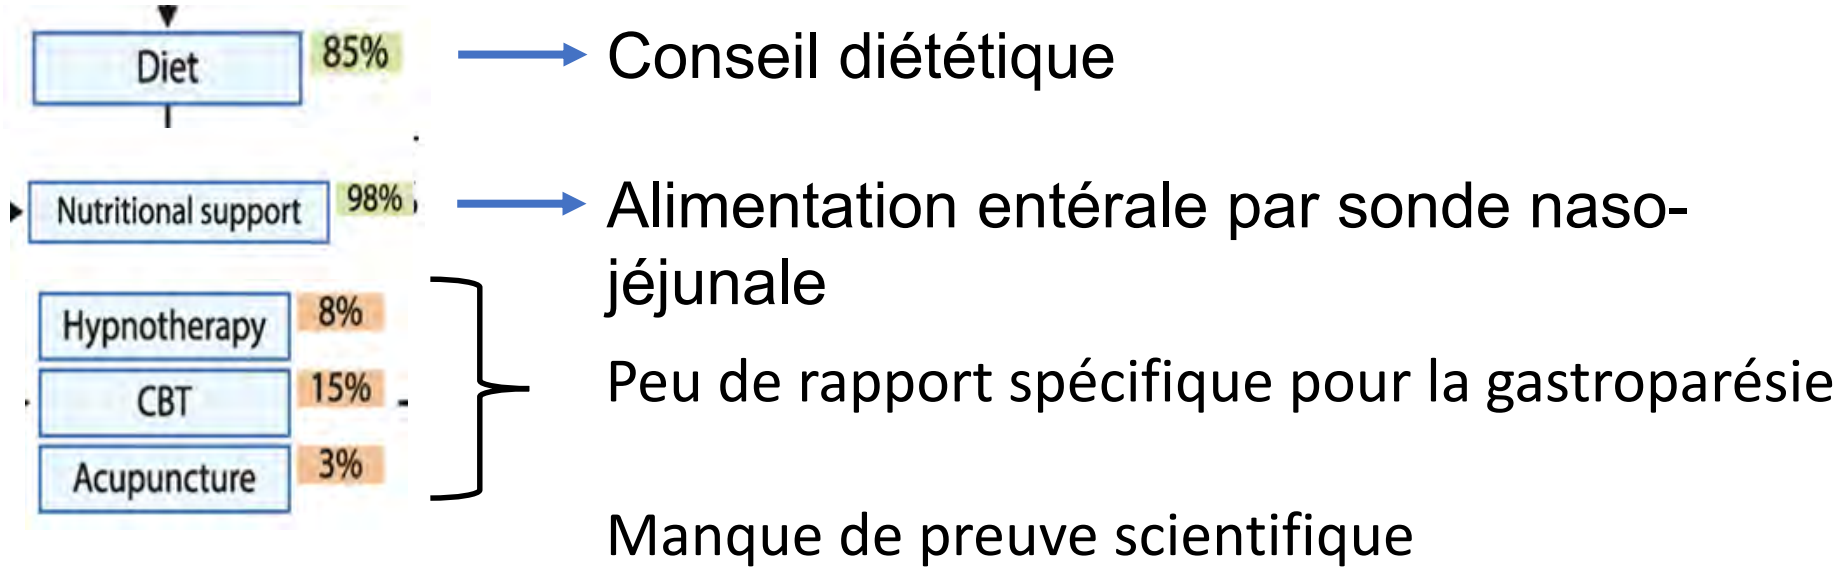 Diet 85% Conseil diététique
Nutritional support 98% Alimentation entérale par sonde naso-
jéjunale
Hypnotherapy 8%
CBT 15% Peu de rapport spécifique pour la gastroparésie
Acupuncture 3%
Manque de preuve scientifique